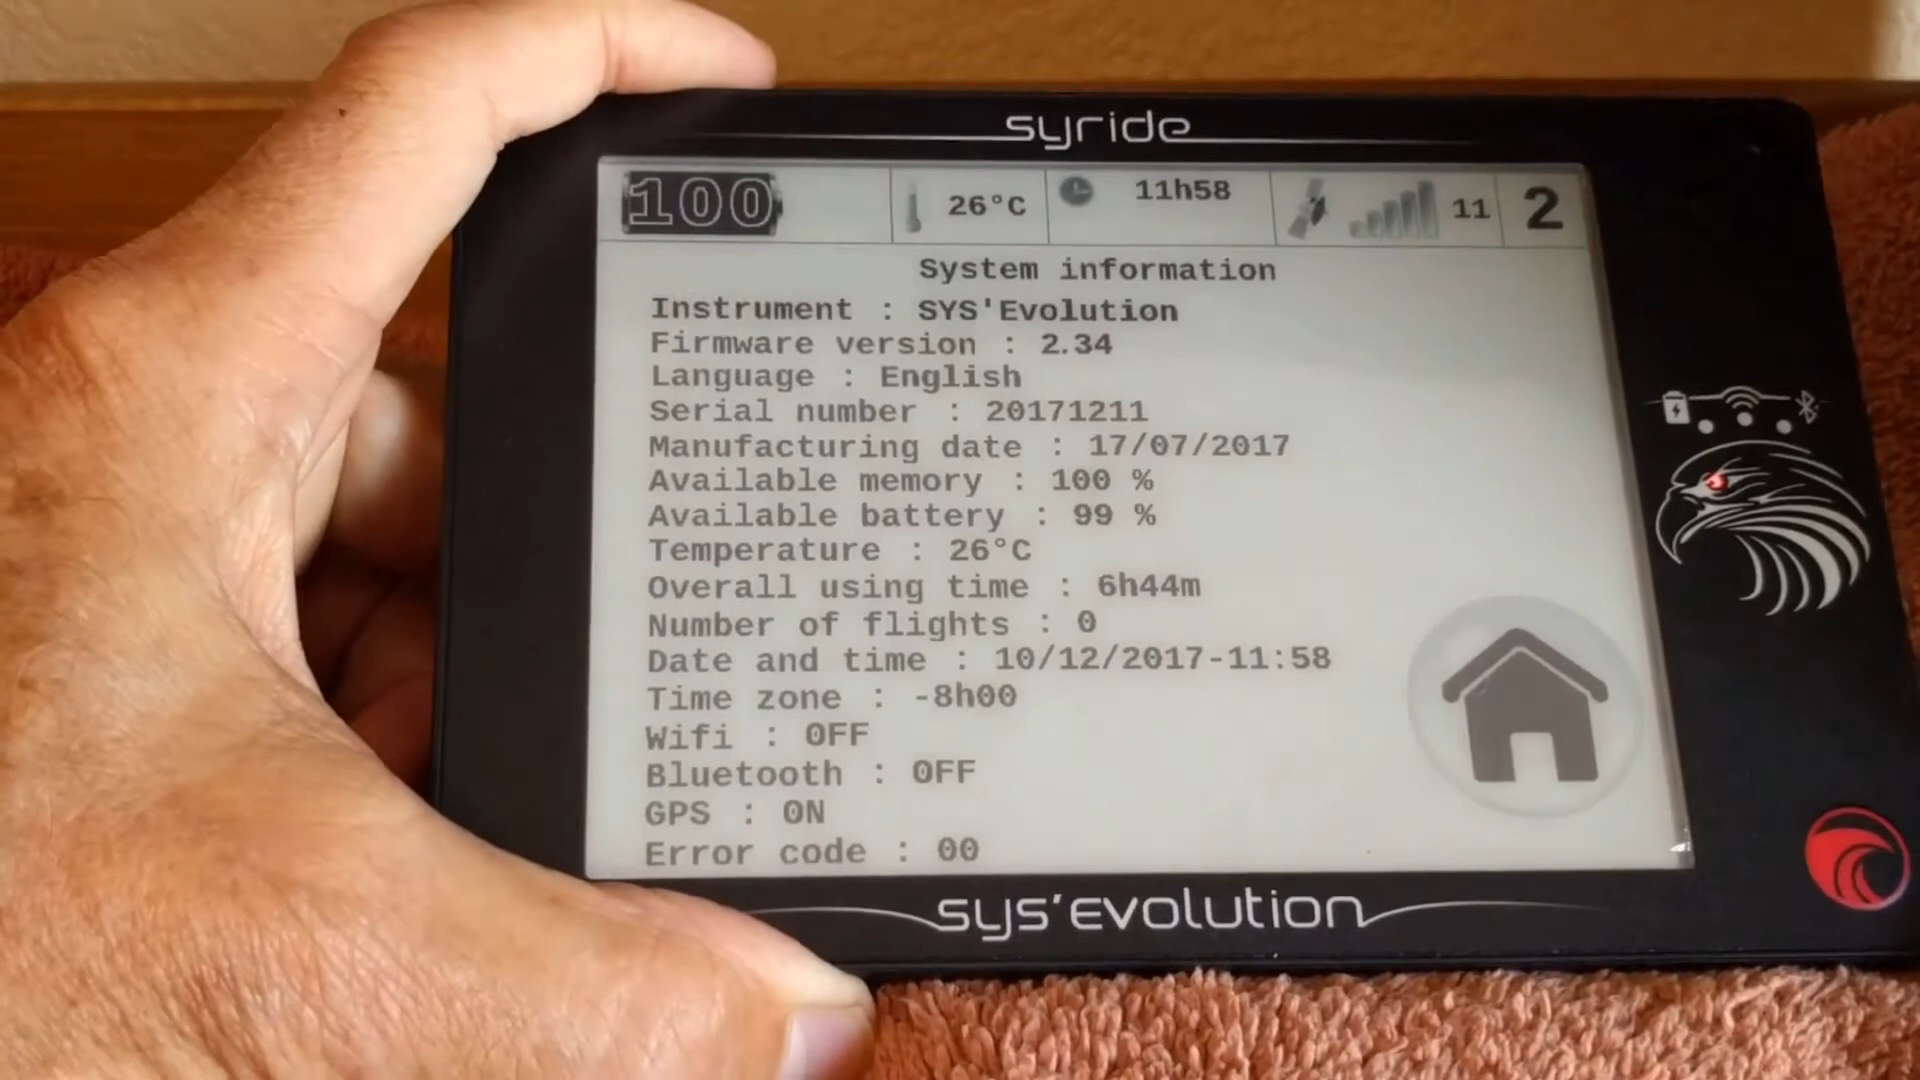 syride
100 26°C 11h58 11 2
System information
Instrument : SYS'Evolution
Firmware version : 2.34
Language : English
Serial number : 20171211
Manufacturing date : 17/07/2017
Available memory : 100 %
Available battery : 99 %
Temperature : 26°C
Overall using time : 6h44m
Number of flights : 0
Date and time : 10/12/2017-11:58
Time zone : -8h00
Wifi : OFF
Bluetooth : OFF
GPS : ON
Error code : 00
sys'evolution